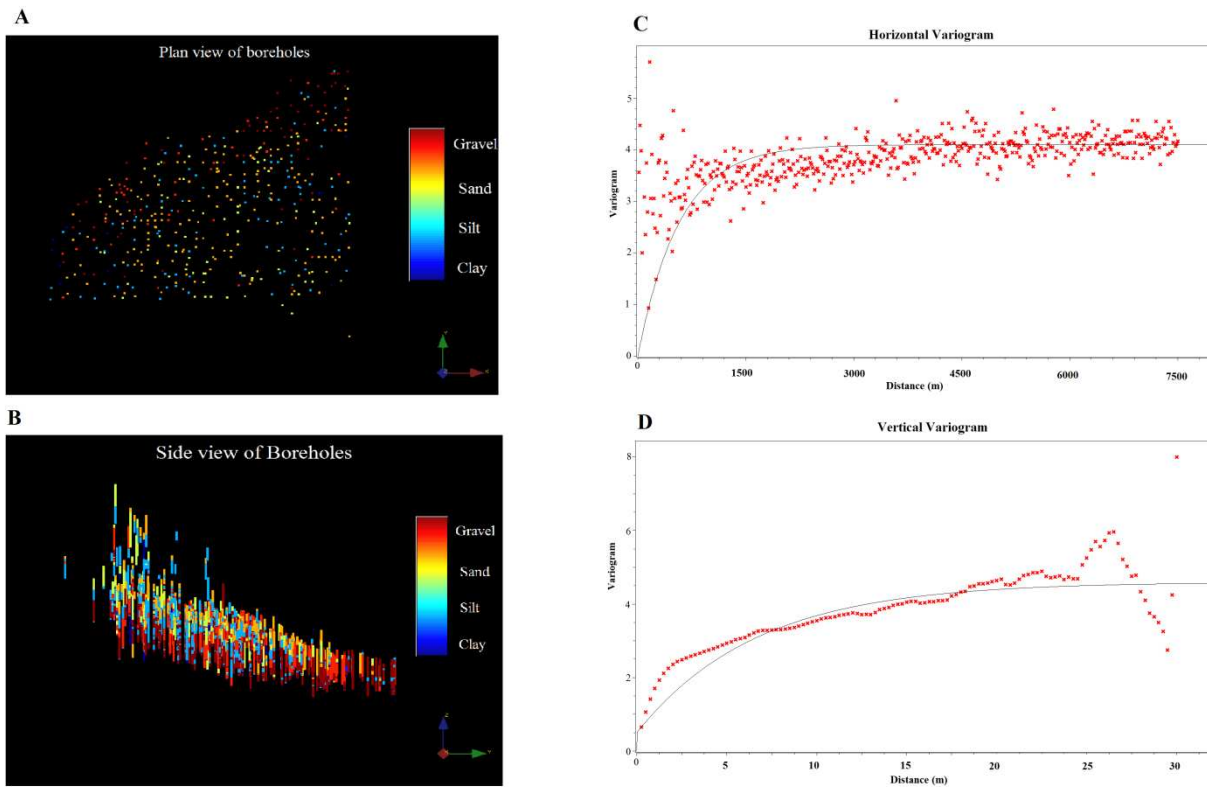 A
Plan view of boreholes
Gravel
Sand
Silt
Clay
B
Side view of Boreholes
Gravel
Sand
Silt
Clay
C
Horizontal Variogram
Variogram
5
4
3
2
1
0
0 1500 3000 4500 6000 7500
Distance (m)
D
Vertical Variogram
Variogram
8
6
4
2
0
0 5 10 15 20 25 30
Distance (m)